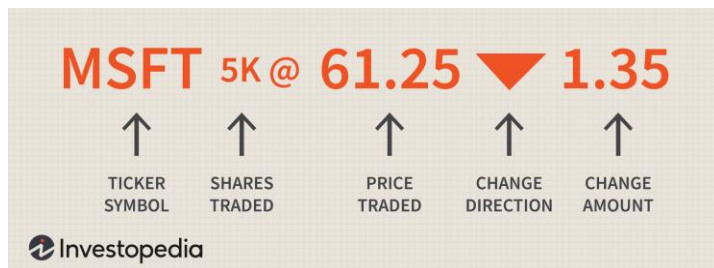 MSFT 5K @ 61.25 ▼ 1.35
TICKER SYMBOL
SHARES TRADED
PRICE TRADED
CHANGE DIRECTION
CHANGE AMOUNT
Investopedia